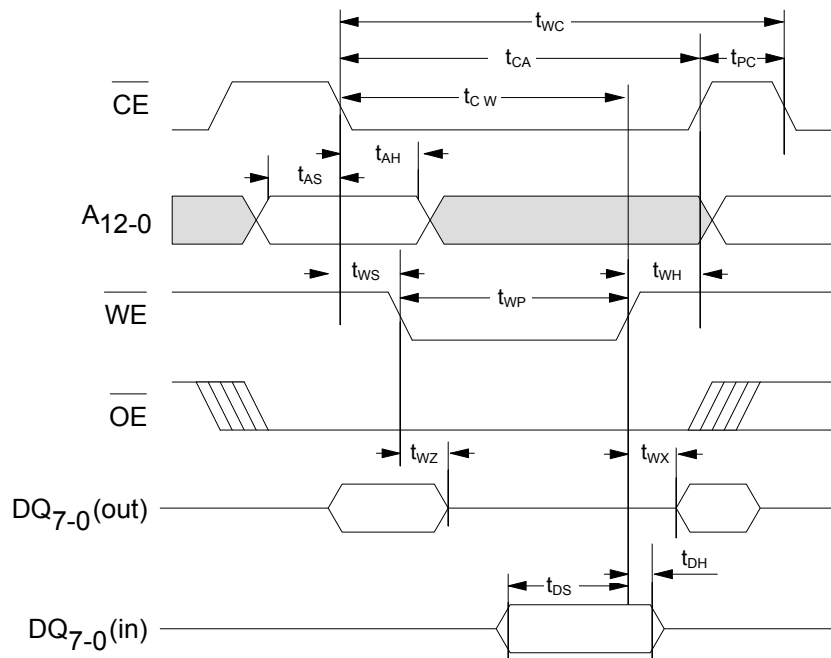 tWC
tCA tPC
CE
tC W
tAH
tAS
A12-0
tWS tWH
tWP
WE
OE
tWZ tWX
DQ7-0(out)
tDH
tDS
DQ7-0(in)